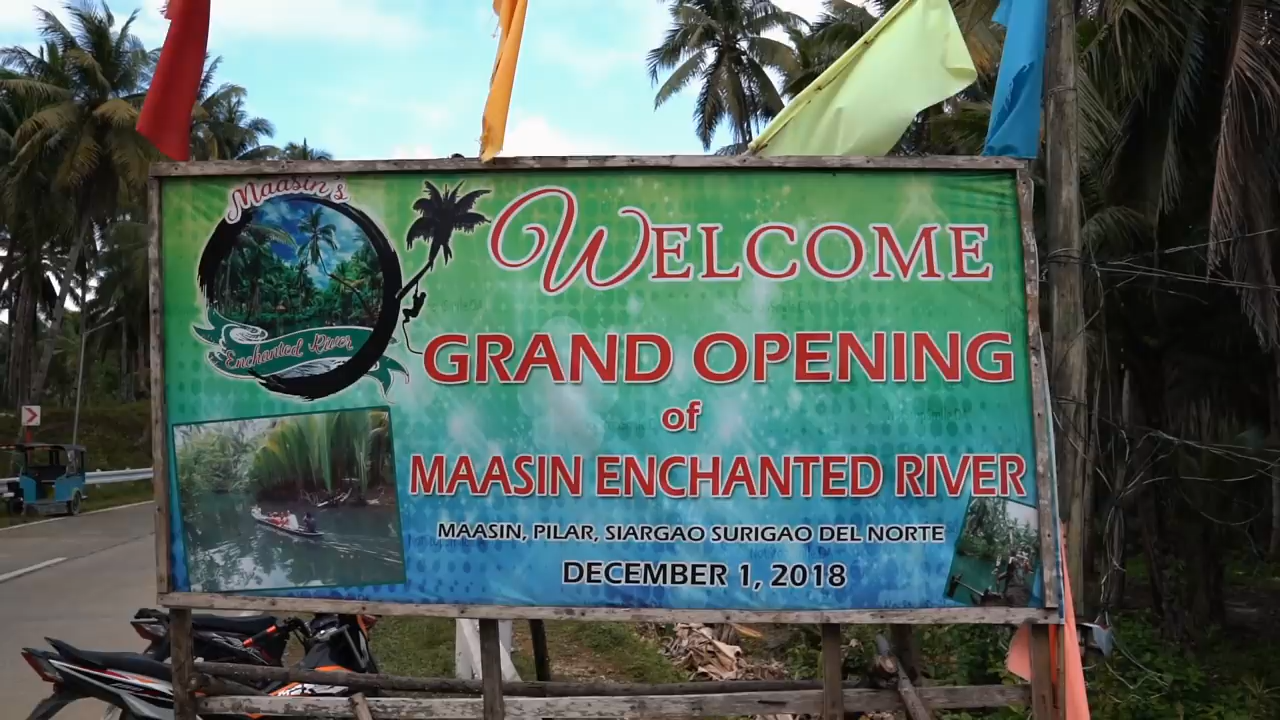 Maasin's
Enchanted River
WELCOME
GRAND OPENING
of
MAASIN ENCHANTED RIVER
MAASIN, PILAR, SIARGAO SURIGAO DEL NORTE
DECEMBER 1, 2018